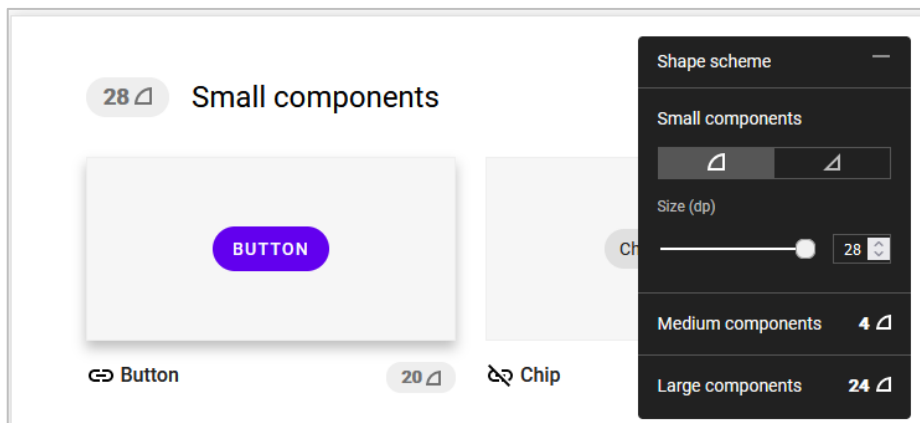 28 Small components
BUTTON
Button 20
Ch
Chip
Shape scheme
Small components
Size (dp)
28
Medium components 4
Large components 24